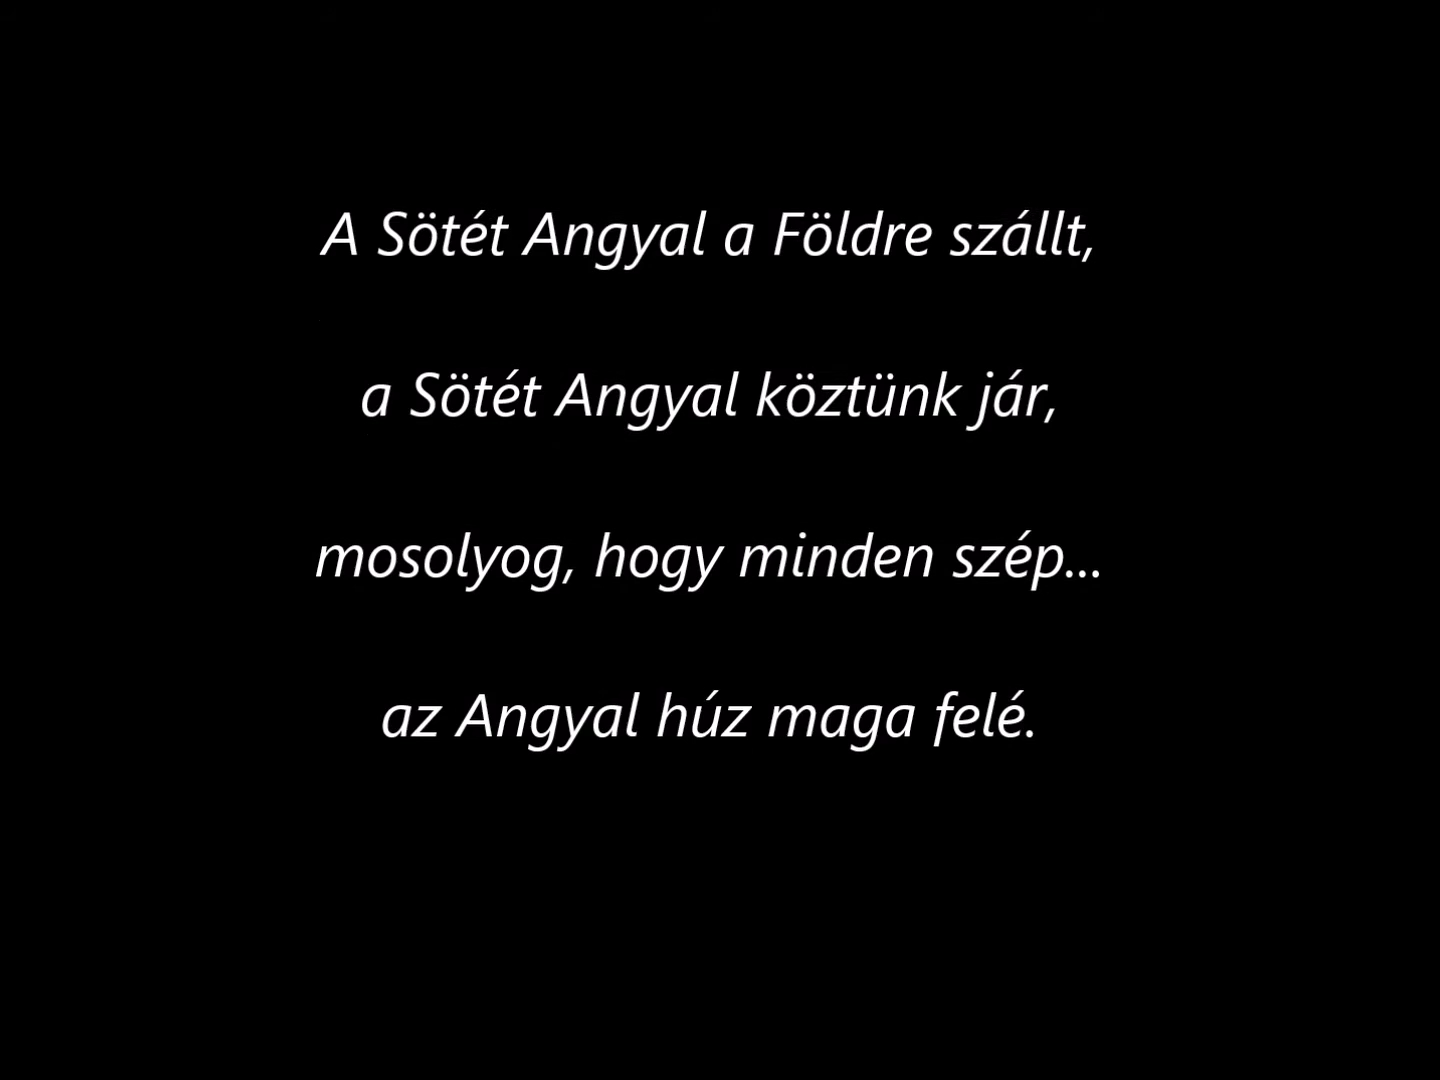 A Sötét Angyal a Földre szállt,
a Sötét Angyal köztünk jár,
mosolyog, hogy minden szép...
az Angyal húz maga felé.